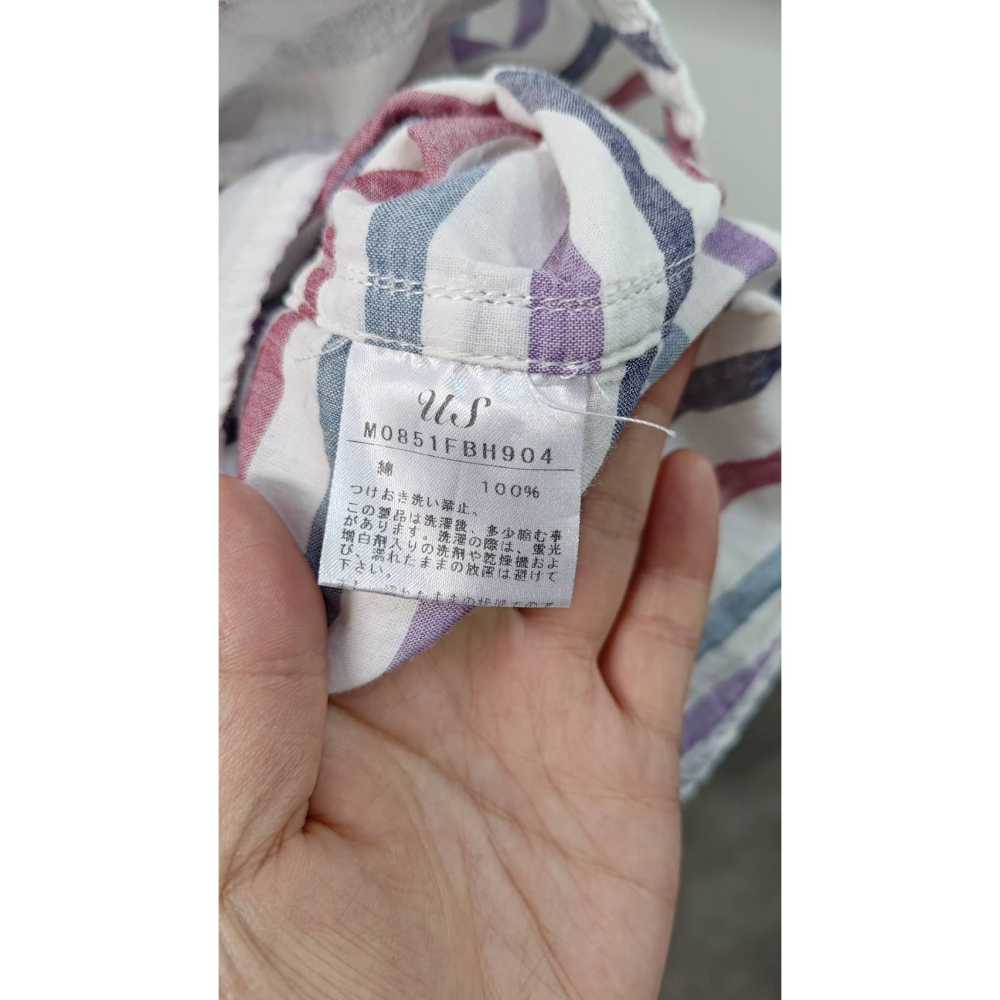 US
M0851FBH904
綿 100%
つけおき洗い禁止。
この製品は洗濯後、多少縮む事
があります。洗濯の際は、蛍光
増白剤入りの洗剤や乾燥機およ
び、濡れたままの放置は避けて
下さい。